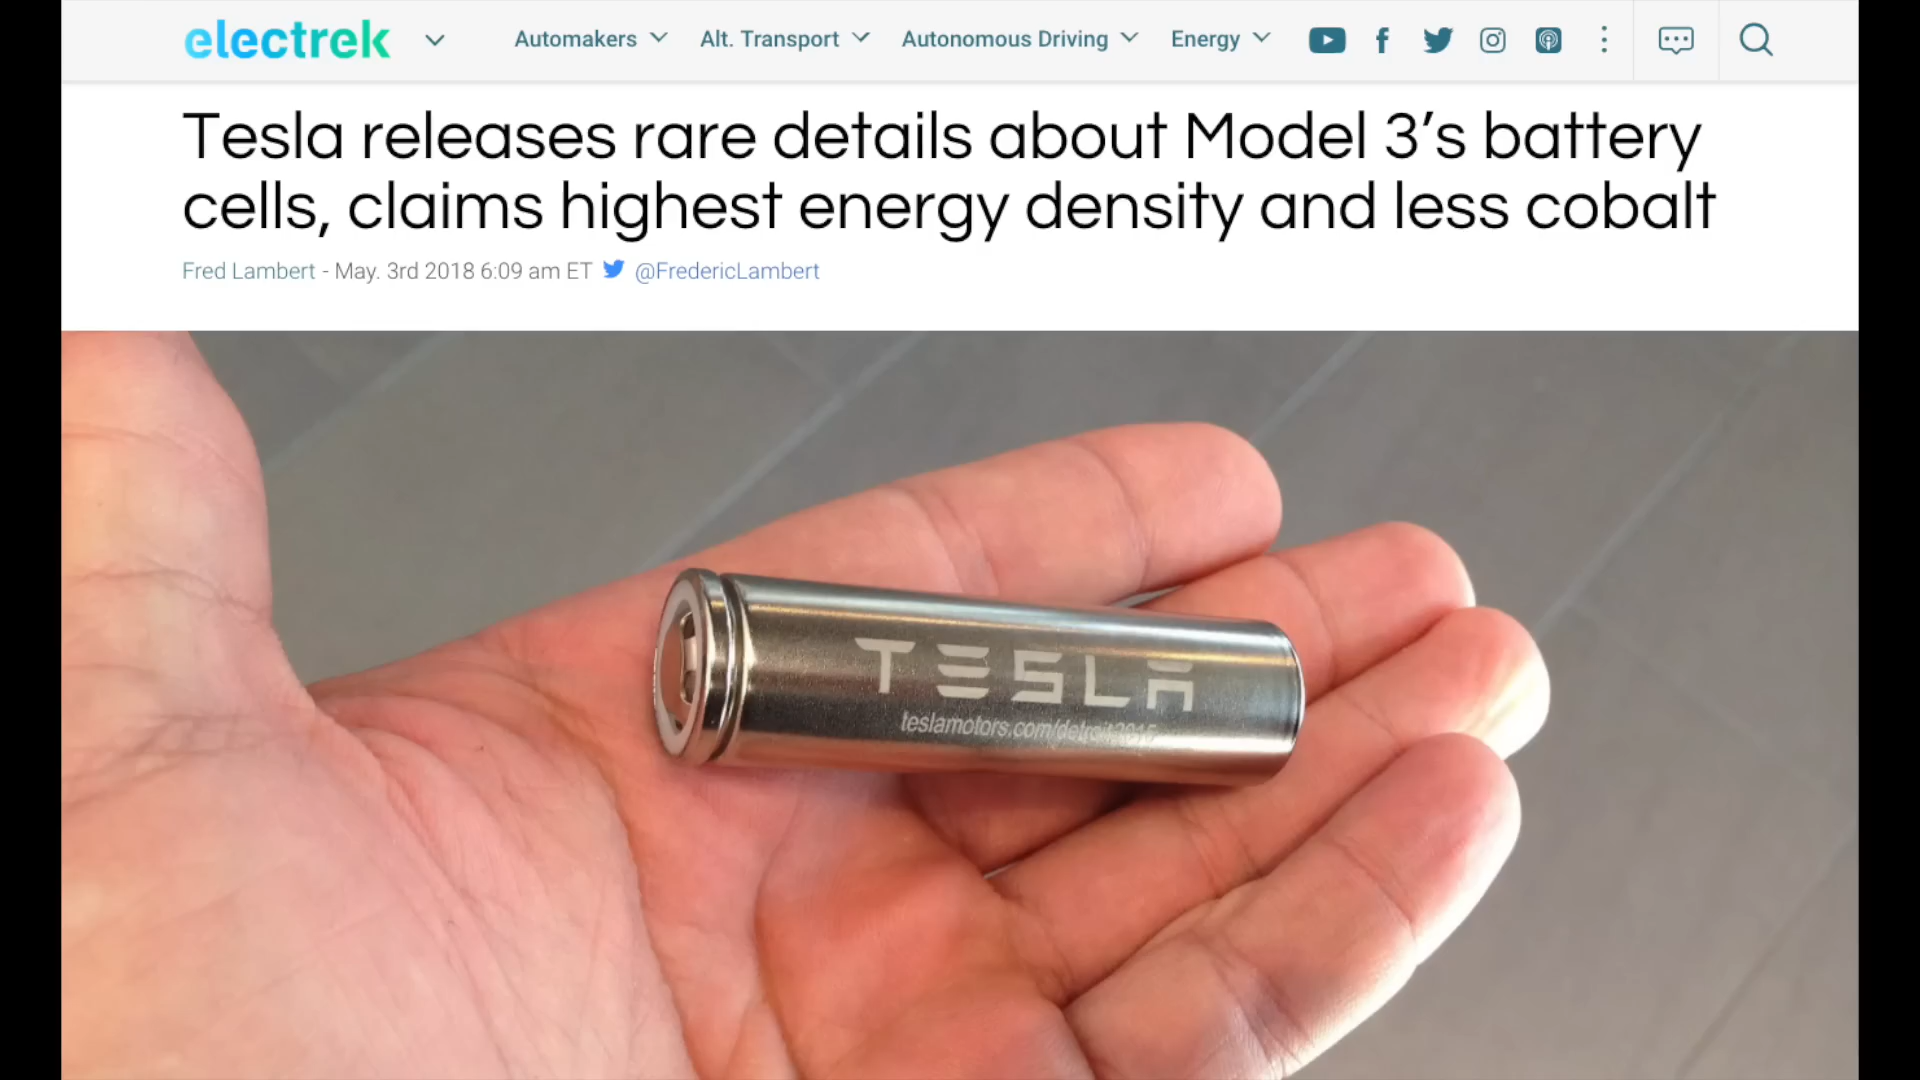 electrek
Automakers
Alt. Transport
Autonomous Driving
Energy
Tesla releases rare details about Model 3’s battery
cells, claims highest energy density and less cobalt
Fred Lambert - May. 3rd 2018 6:09 am ET @FredericLambert
TESLA
teslamotors.com/detroit2015